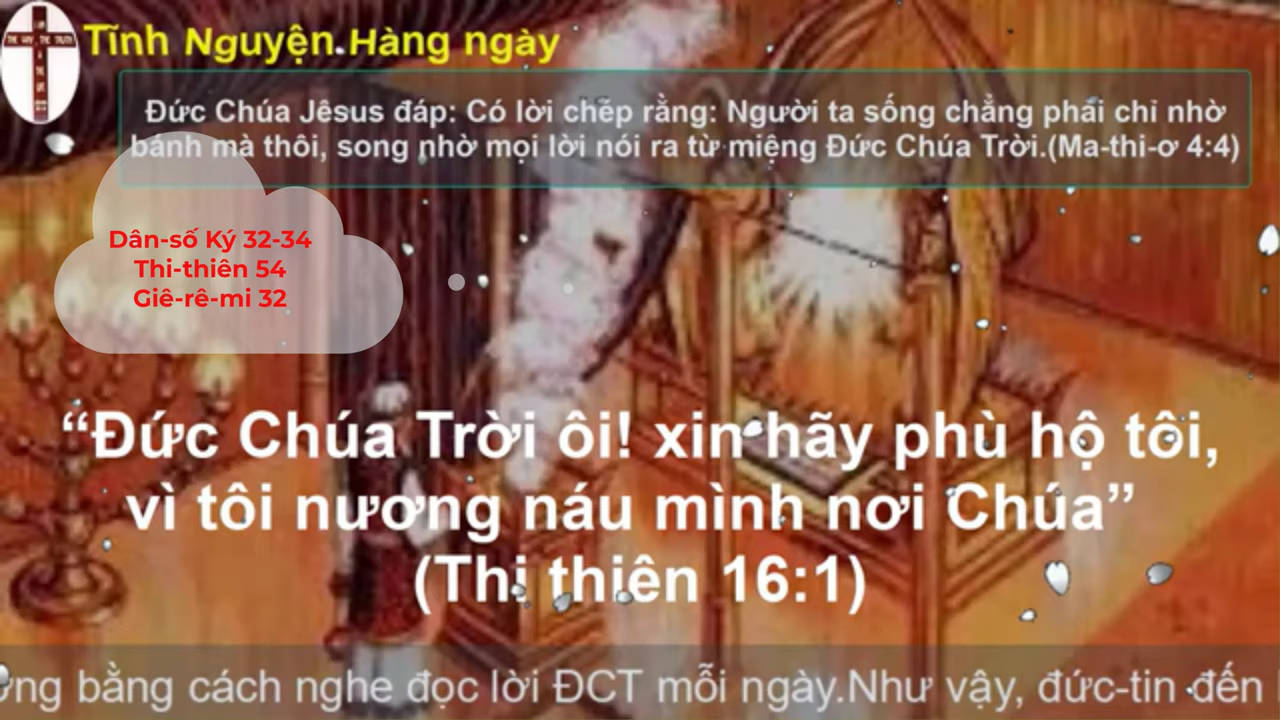 THE WAY THE TRUTH
Tĩnh Nguyện Hàng ngày
Đức Chúa Jêsus đáp: Có lời chép rằng: Người ta sống chẳng phải chỉ nhờ
bánh mà thôi, song nhờ mọi lời nói ra từ miệng Đức Chúa Trời.(Ma-thi-ơ 4:4)
Dân-số Ký 32-34
Thi-thiên 54
Giê-rê-mi 32
“Đức Chúa Trời ôi! xin hãy phù hộ tôi,
vì tôi nương náu mình nơi Chúa”
(Thi thiên 16:1)
bằng cách nghe đọc lời ĐCT mỗi ngày.Như vậy, đức-tin đến